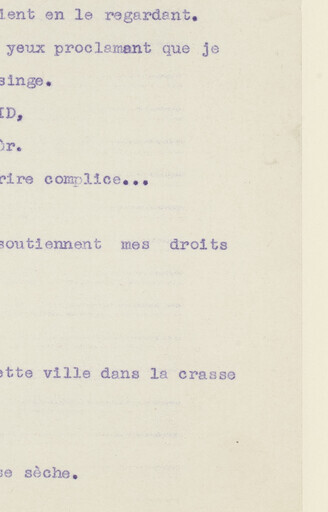 ient en le regardant.
yeux proclamant que je
singe.
ID,
ôr.
rire complice...
soutiennent mes droits
ette ville dans la crasse
se sèche.